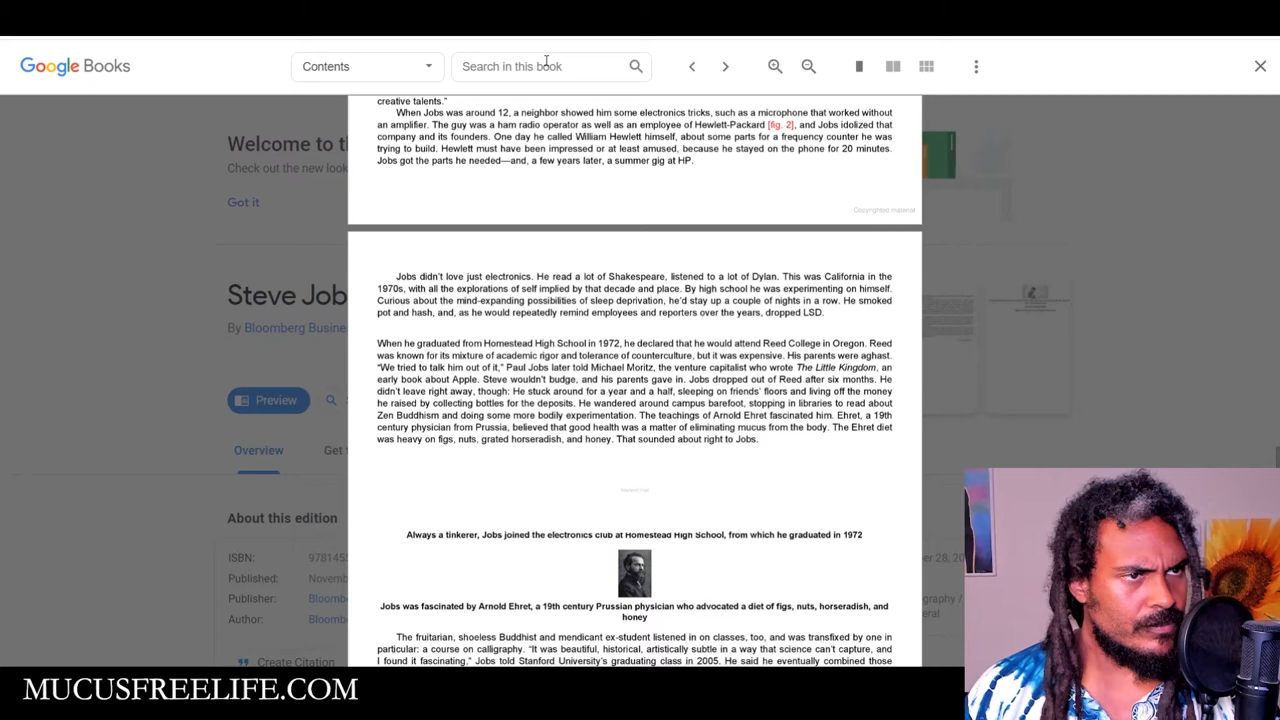 Google Books
Contents
Search in this book
creative talents."
When Jobs was around 12, a neighbor showed him some electronics tricks, such as a microphone that worked without
an amplifier. The guy was a ham radio operator as well as an employee of Hewlett-Packard [fig. 2], and Jobs idolized that
company and its founders. One day he called William Hewlett himself, about some parts for a frequency counter he was
trying to build. Hewlett must have been impressed or at least amused, because he stayed on the phone for 20 minutes.
Jobs got the parts he needed—and, a few years later, a summer gig at HP.
Copyrighted material
Welcome to th
Check out the new look
Got it
Jobs didn't love just electronics. He read a lot of Shakespeare, listened to a lot of Dylan. This was California in the
1970s, with all the explorations of self implied by that decade and place. By high school he was experimenting on himself.
Curious about the mind-expanding possibilities of sleep deprivation, he'd stay up a couple of nights in a row. He smoked
pot and hash, and, as he would repeatedly remind employees and reporters over the years, dropped LSD.
Steve Job
By Bloomberg Busine
When he graduated from Homestead High School in 1972, he declared that he would attend Reed College in Oregon. Reed
was known for its mixture of academic rigor and tolerance of counterculture, but it was expensive. His parents were aghast.
"We tried to talk him out of it," Paul Jobs later told Michael Moritz, the venture capitalist who wrote The Little Kingdom, an
early book about Apple. Steve wouldn't budge, and his parents gave in. Jobs dropped out of Reed after six months. He
didn't leave right away, though: He stuck around for a year and a half, sleeping on friends' floors and living off the money
he raised by collecting bottles for the deposits. He wandered around campus barefoot, stopping in libraries to read about
Zen Buddhism and doing some more bodily experimentation. The teachings of Arnold Ehret fascinated him. Ehret, a 19th
century physician from Prussia, believed that good health was a matter of eliminating mucus from the body. The Ehret diet
was heavy on figs, nuts, grated horseradish, and honey. That sounded about right to Jobs.
Preview
Overview
Get t
About this edition
ISBN: 978145
Published: Novem
Publisher: Bloomb
Author: Bloomb
Create Citation
Always a tinkerer, Jobs joined the electronics club at Homestead High School, from which he graduated in 1972
Jobs was fascinated by Arnold Ehret, a 19th century Prussian physician who advocated a diet of figs, nuts, horseradish, and
honey
The fruitarian, shoeless Buddhist and mendicant ex-student listened in on classes, too, and was transfixed by one in
particular: a course on calligraphy. "It was beautiful, historical, artistically subtle in a way that science can't capture, and
I found it fascinating," Jobs told Stanford University's graduating class in 2005. He said he eventually combined those
er 28, 20
graphy /
eral
MUCUSFREELIFE.COM